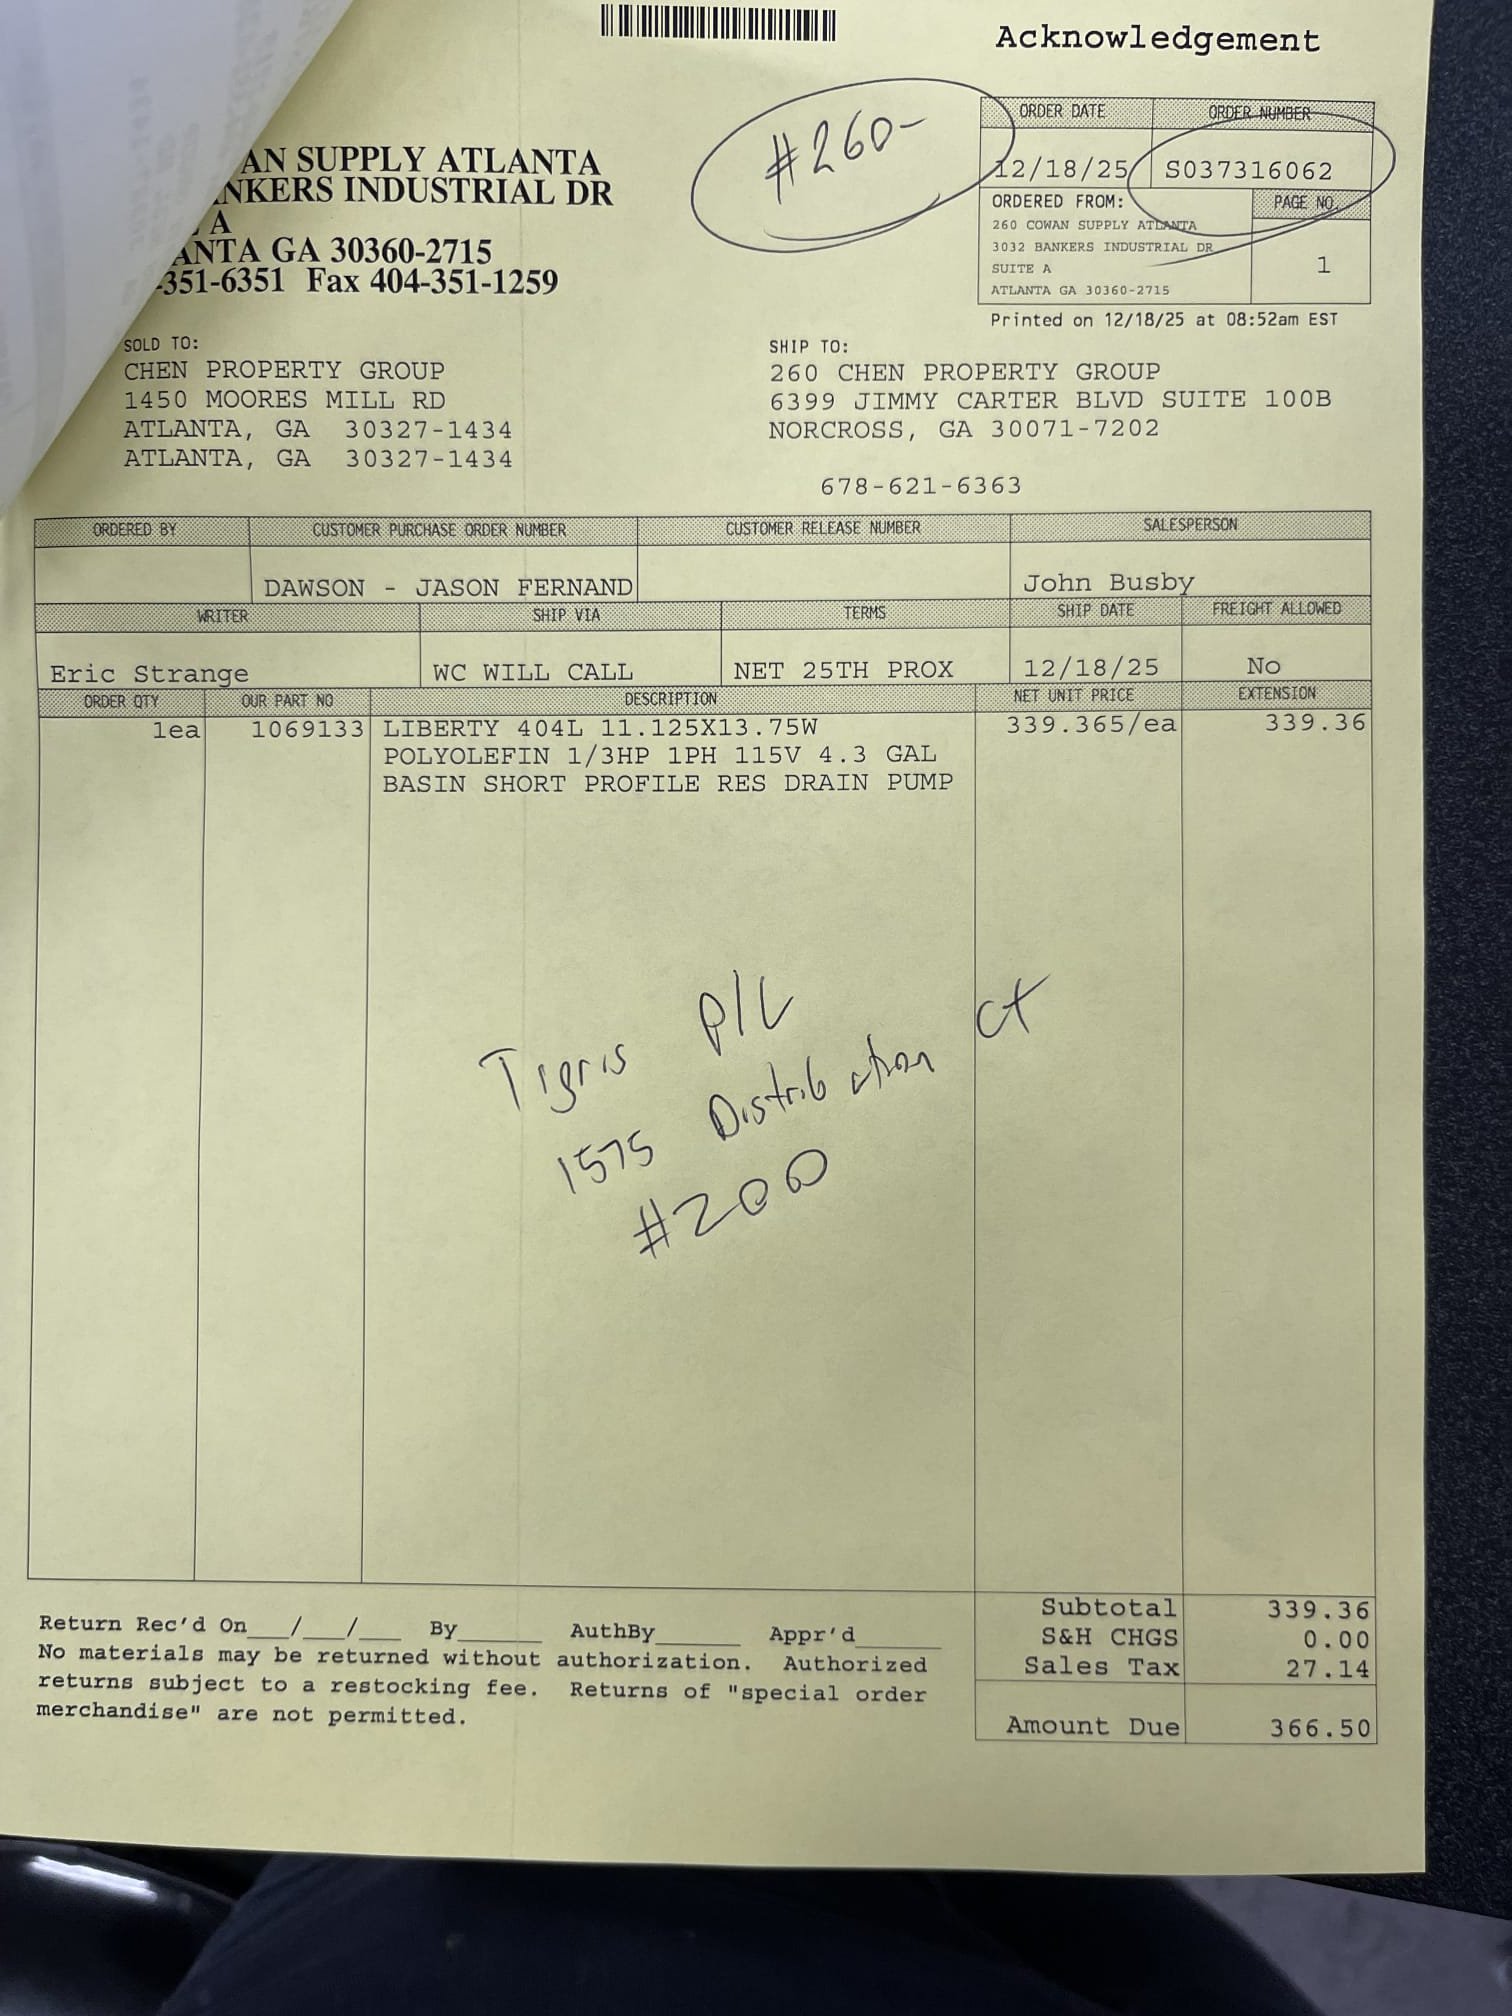 Acknowledgement
#260-
ORDER DATE ORDER NUMBER
12/18/25 S037316062
ORDERED FROM: PAGE NO.
260 COWAN SUPPLY ATLANTA
3032 BANKERS INDUSTRIAL DR
SUITE A 1
ATLANTA GA 30360-2715
Printed on 12/18/25 at 08:52am EST
AN SUPPLY ATLANTA
NKERS INDUSTRIAL DR
A
ANTA GA 30360-2715
-351-6351 Fax 404-351-1259
SOLD TO:
CHEN PROPERTY GROUP
1450 MOORES MILL RD
ATLANTA, GA 30327-1434
ATLANTA, GA 30327-1434
SHIP TO:
260 CHEN PROPERTY GROUP
6399 JIMMY CARTER BLVD SUITE 100B
NORCROSS, GA 30071-7202
678-621-6363
ORDERED BY CUSTOMER PURCHASE ORDER NUMBER CUSTOMER RELEASE NUMBER SALESPERSON
DAWSON - JASON FERNAND John Busby
WRITER SHIP VIA TERMS SHIP DATE FREIGHT ALLOWED
Eric Strange WC WILL CALL NET 25TH PROX 12/18/25 No
ORDER QTY OUR PART NO DESCRIPTION NET UNIT PRICE EXTENSION
1ea 1069133 LIBERTY 404L 11.125X13.75W 339.365/ea 339.36
POLYOLEFIN 1/3HP 1PH 115V 4.3 GAL
BASIN SHORT PROFILE RES DRAIN PUMP
Tigris P/L
1575 Distribution Ct
#200
Subtotal 339.36
S&H CHGS 0.00
Sales Tax 27.14
Amount Due 366.50
Return Rec'd On___/___/___ By______ AuthBy______ Appr'd______
No materials may be returned without authorization. Authorized
returns subject to a restocking fee. Returns of "special order
merchandise" are not permitted.